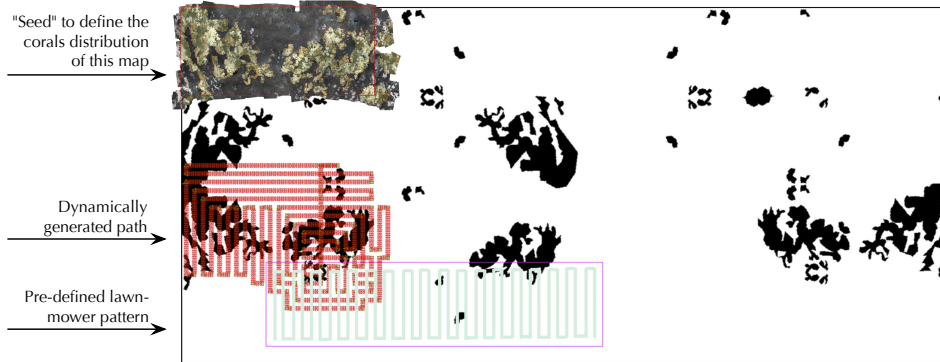 "Seed" to define the
corals distribution
of this map
Dynamically
generated path
Pre-defined lawn-
mower pattern